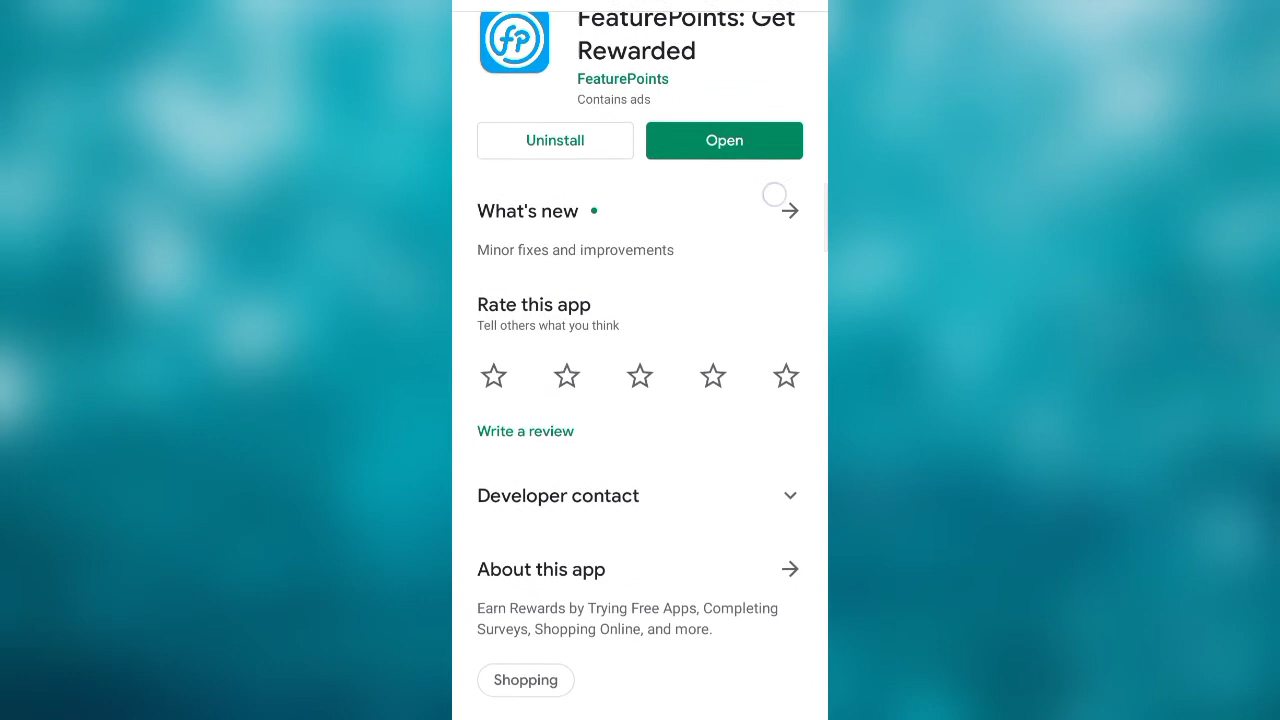 fp
FeaturePoints: Get
Rewarded
FeaturePoints
Contains ads
Uninstall
Open
What's new
Minor fixes and improvements
Rate this app
Tell others what you think
Write a review
Developer contact
About this app
Earn Rewards by Trying Free Apps, Completing
Surveys, Shopping Online, and more.
Shopping